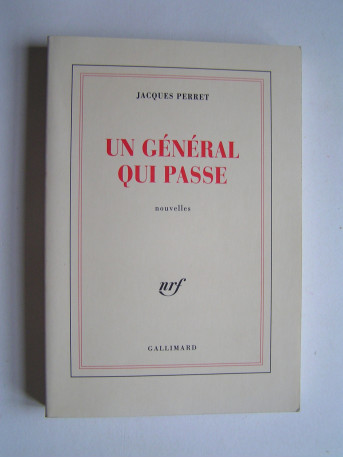 JACQUES PERRET
UN GÉNÉRAL
QUI PASSE
nouvelles
nrf
GALLIMARD